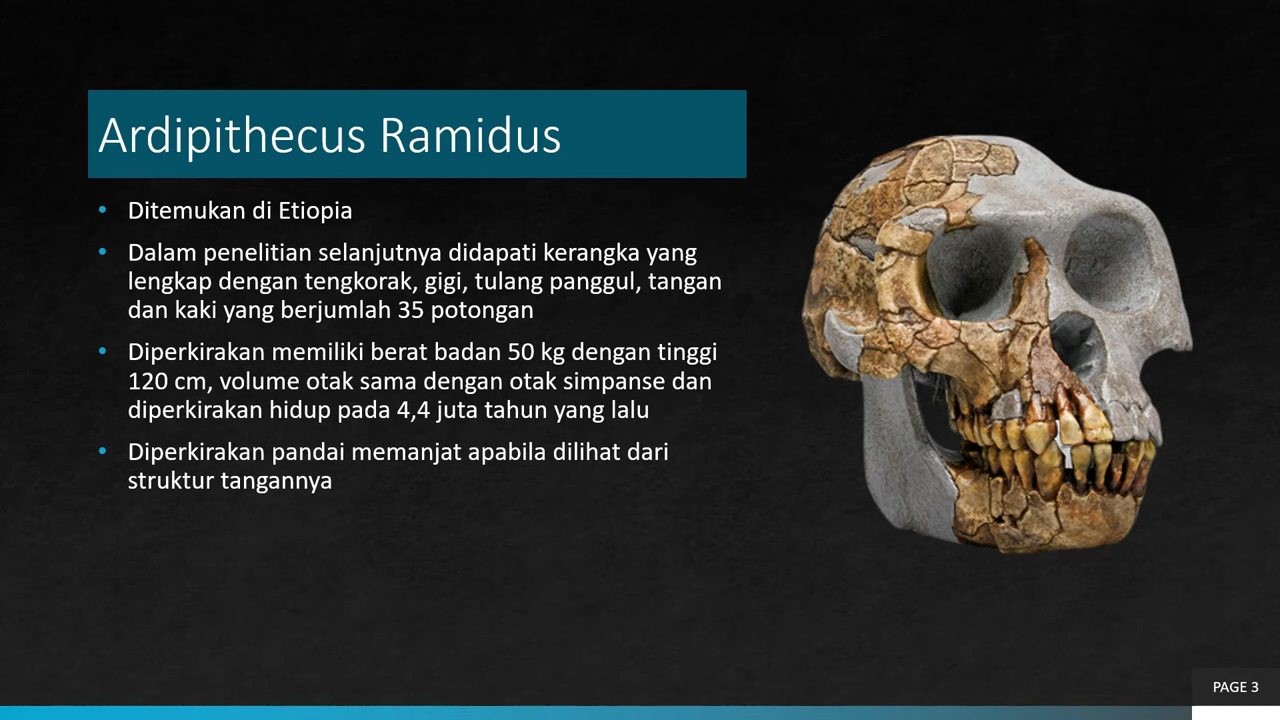 Ardipithecus Ramidus
• Ditemukan di Etiopia
• Dalam penelitian selanjutnya didapati kerangka yang
lengkap dengan tengkorak, gigi, tulang panggul, tangan
dan kaki yang berjumlah 35 potongan
• Diperkirakan memiliki berat badan 50 kg dengan tinggi
120 cm, volume otak sama dengan otak simpanse dan
diperkirakan hidup pada 4,4 juta tahun yang lalu
• Diperkirakan pandai memanjat apabila dilihat dari
struktur tangannya
PAGE 3